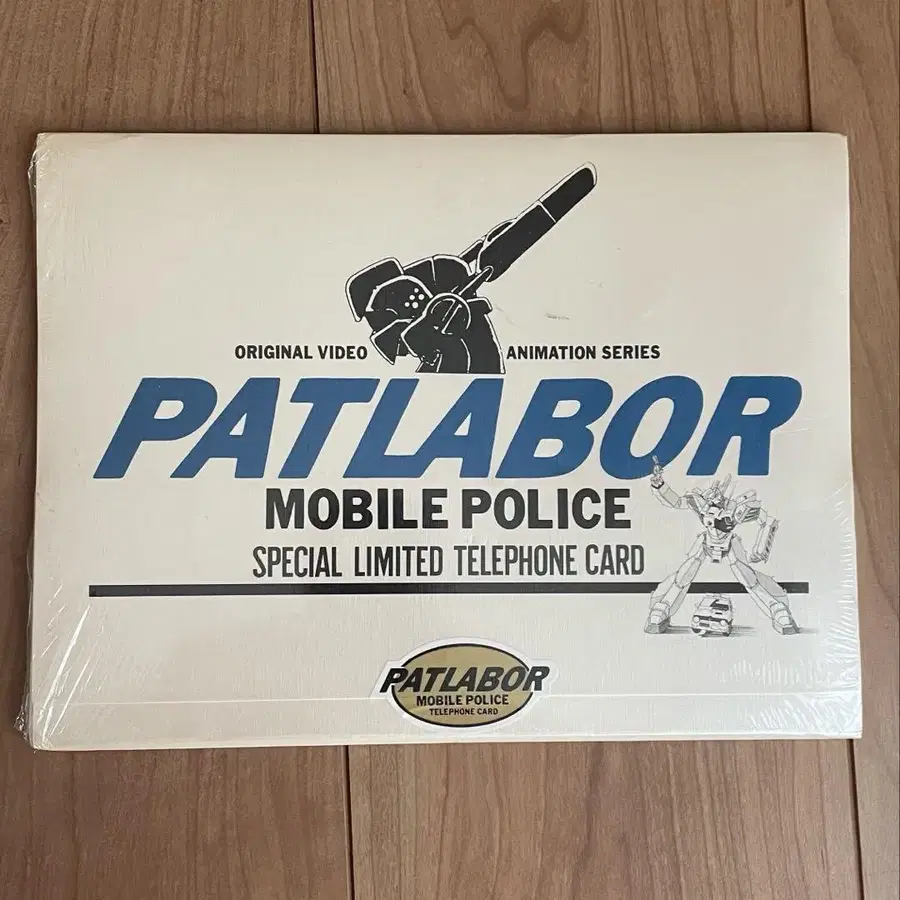 ORIGINAL VIDEO ANIMATION SERIES
PATLABOR
MOBILE POLICE
SPECIAL LIMITED TELEPHONE CARD
PATLABOR
MOBILE POLICE
TELEPHONE CARD